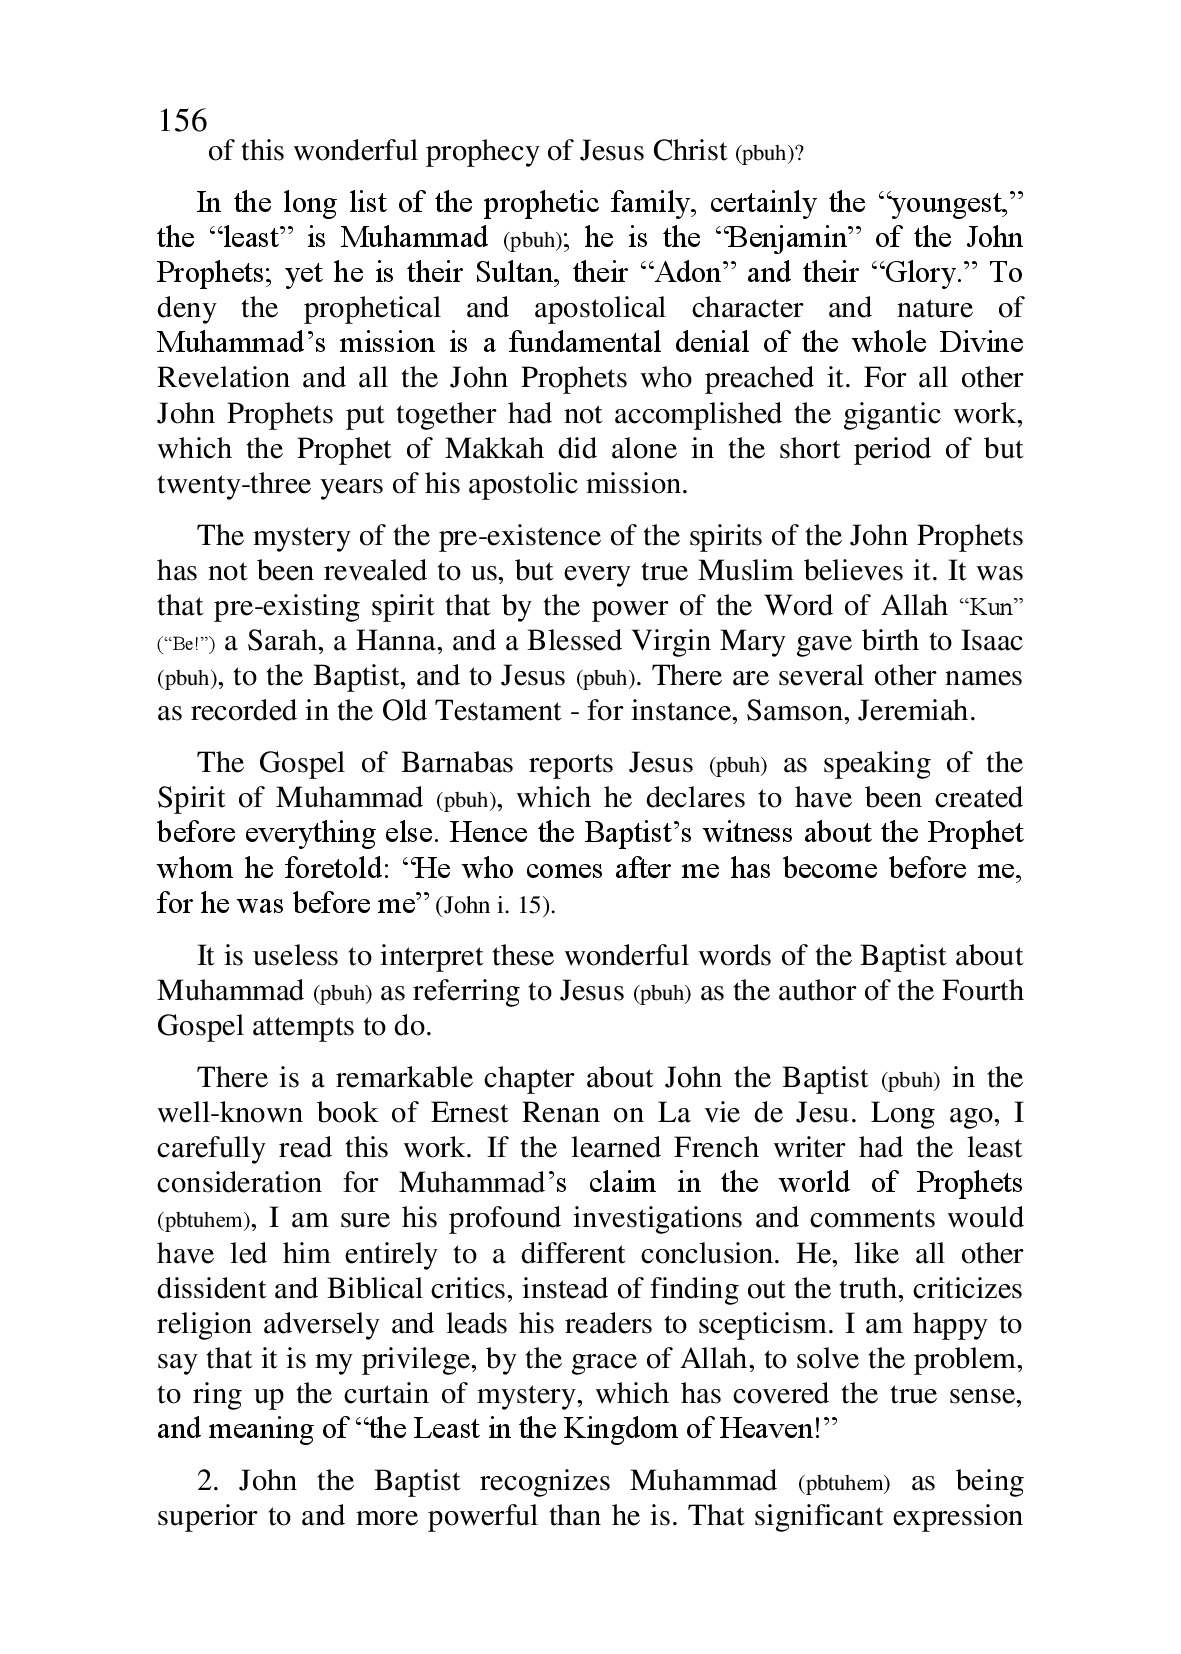 156
of this wonderful prophecy of Jesus Christ (pbuh)?
In the long list of the prophetic family, certainly the “youngest,”
the “least” is Muhammad (pbuh); he is the “Benjamin” of the John
Prophets; yet he is their Sultan, their “Adon” and their “Glory.” To
deny the prophetical and apostolical character and nature of
Muhammad’s mission is a fundamental denial of the whole Divine
Revelation and all the John Prophets who preached it. For all other
John Prophets put together had not accomplished the gigantic work,
which the Prophet of Makkah did alone in the short period of but
twenty-three years of his apostolic mission.
The mystery of the pre-existence of the spirits of the John Prophets
has not been revealed to us, but every true Muslim believes it. It was
that pre-existing spirit that by the power of the Word of Allah “Kun”
(“Be!”) a Sarah, a Hanna, and a Blessed Virgin Mary gave birth to Isaac
(pbuh), to the Baptist, and to Jesus (pbuh). There are several other names
as recorded in the Old Testament - for instance, Samson, Jeremiah.
The Gospel of Barnabas reports Jesus (pbuh) as speaking of the
Spirit of Muhammad (pbuh), which he declares to have been created
before everything else. Hence the Baptist’s witness about the Prophet
whom he foretold: “He who comes after me has become before me,
for he was before me” (John i. 15).
It is useless to interpret these wonderful words of the Baptist about
Muhammad (pbuh) as referring to Jesus (pbuh) as the author of the Fourth
Gospel attempts to do.
There is a remarkable chapter about John the Baptist (pbuh) in the
well-known book of Ernest Renan on La vie de Jesu. Long ago, I
carefully read this work. If the learned French writer had the least
consideration for Muhammad’s claim in the world of Prophets
(pbtuhem), I am sure his profound investigations and comments would
have led him entirely to a different conclusion. He, like all other
dissident and Biblical critics, instead of finding out the truth, criticizes
religion adversely and leads his readers to scepticism. I am happy to
say that it is my privilege, by the grace of Allah, to solve the problem,
to ring up the curtain of mystery, which has covered the true sense,
and meaning of “the Least in the Kingdom of Heaven!”
2. John the Baptist recognizes Muhammad (pbtuhem) as being
superior to and more powerful than he is. That significant expression